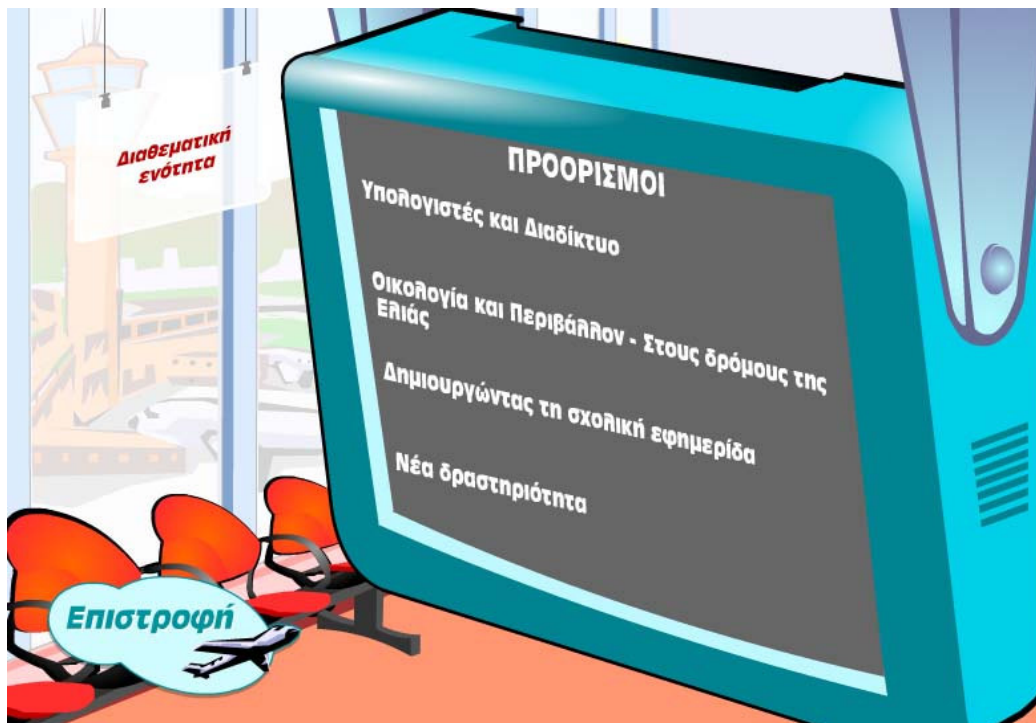 Διαθεματική
ενότητα
ΠΡΟΟΡΙΣΜΟΙ
Υπολογιστές και Διαδίκτυο
Οικολογία και Περιβάλλον - Στους δρόμους της
Ελιάς
Δημιουργώντας τη σχολική εφημερίδα
Νέα δραστηριότητα
Επιστροφή